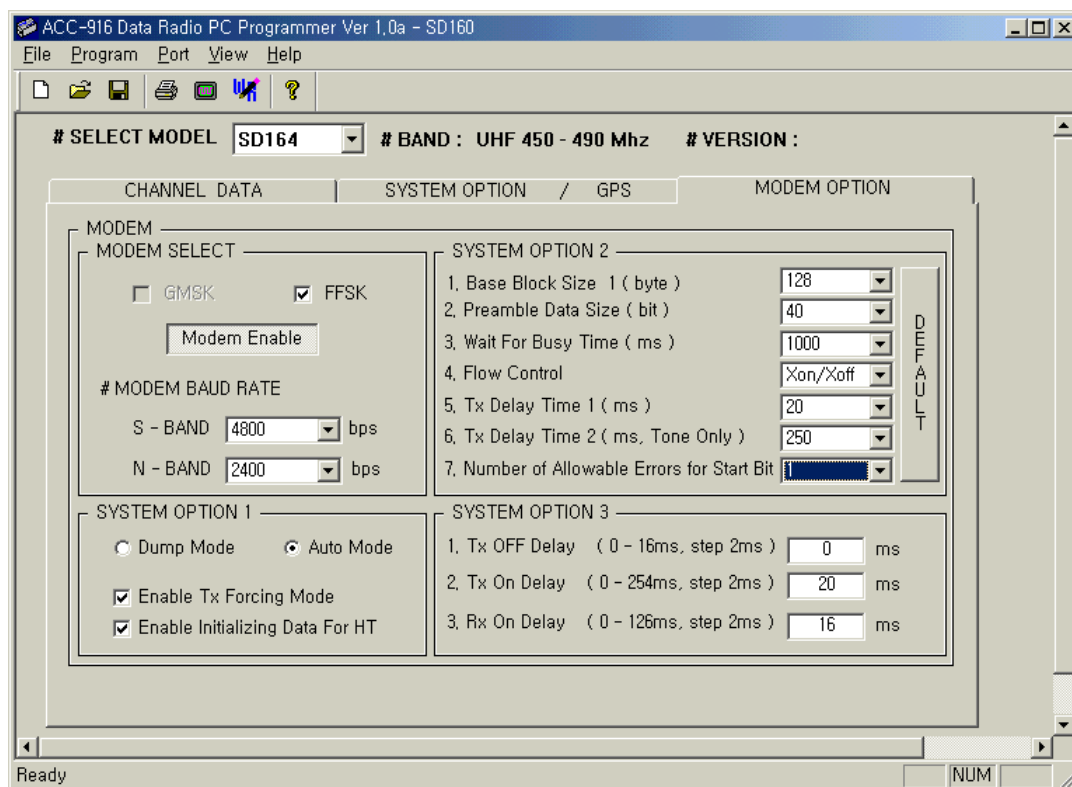 ACC-916 Data Radio PC Programmer Ver 1,0a - SD160
File Program Port View Help
# SELECT MODEL SD164 # BAND : UHF 450 - 490 Mhz # VERSION :
CHANNEL DATA SYSTEM OPTION / GPS MODEM OPTION
MODEM
MODEM SELECT
GMSK FFSK
Modem Enable
# MODEM BAUD RATE
S - BAND 4800 bps
N - BAND 2400 bps
SYSTEM OPTION 2
1, Base Block Size 1 ( byte ) 128
2, Preamble Data Size ( bit ) 40
3, Wait For Busy Time ( ms ) 1000
4, Flow Control Xon/Xoff
5, Tx Delay Time 1 ( ms ) 20
6, Tx Delay Time 2 ( ms, Tone Only ) 250
7, Number of Allowable Errors for Start Bit 1
DEFAULT
SYSTEM OPTION 1
Dump Mode Auto Mode
Enable Tx Forcing Mode
Enable Initializing Data For HT
SYSTEM OPTION 3
1, Tx OFF Delay ( 0 - 16ms, step 2ms ) 0 ms
2, Tx On Delay ( 0 - 254ms, step 2ms ) 20 ms
3, Rx On Delay ( 0 - 126ms, step 2ms ) 16 ms
Ready NUM